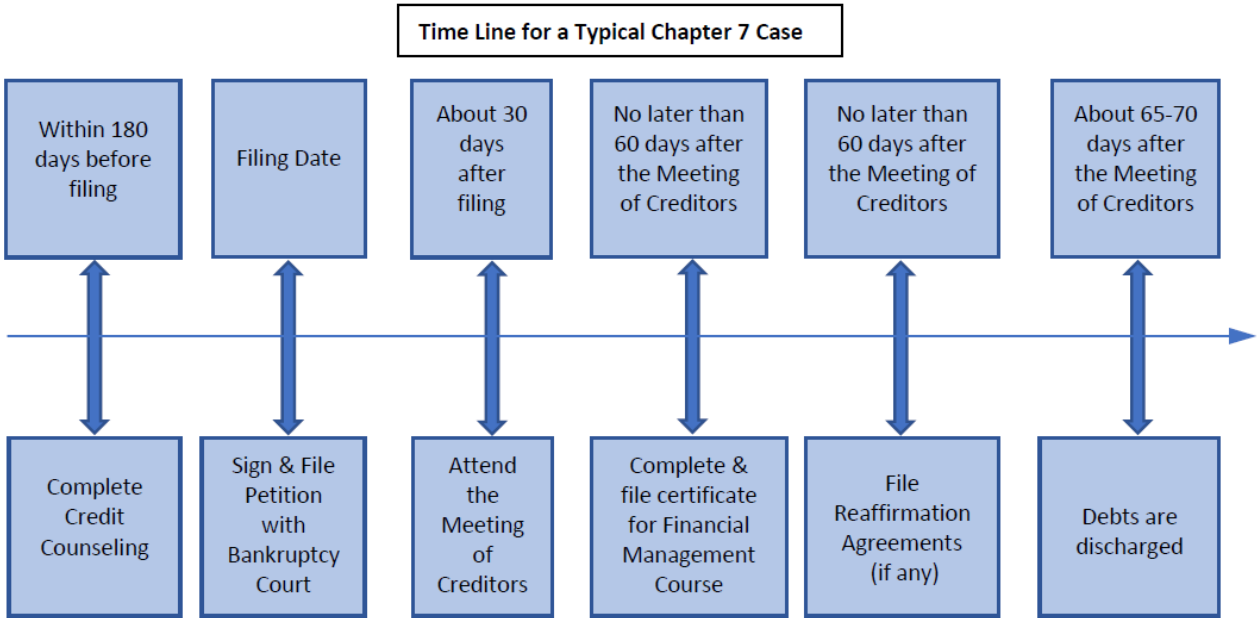 Time Line for a Typical Chapter 7 Case
Within 180
days before
filing
Filing Date
About 30
days
after
filing
No later than
60 days after
the Meeting
of Creditors
No later than
60 days after
the Meeting of
Creditors
About 65-70
days after
the Meeting
of Creditors
Complete
Credit
Counseling
Sign & File
Petition
with
Bankruptcy
Court
Attend
the
Meeting
of
Creditors
Complete &
file certificate
for Financial
Management
Course
File
Reaffirmation
Agreements
(if any)
Debts are
discharged